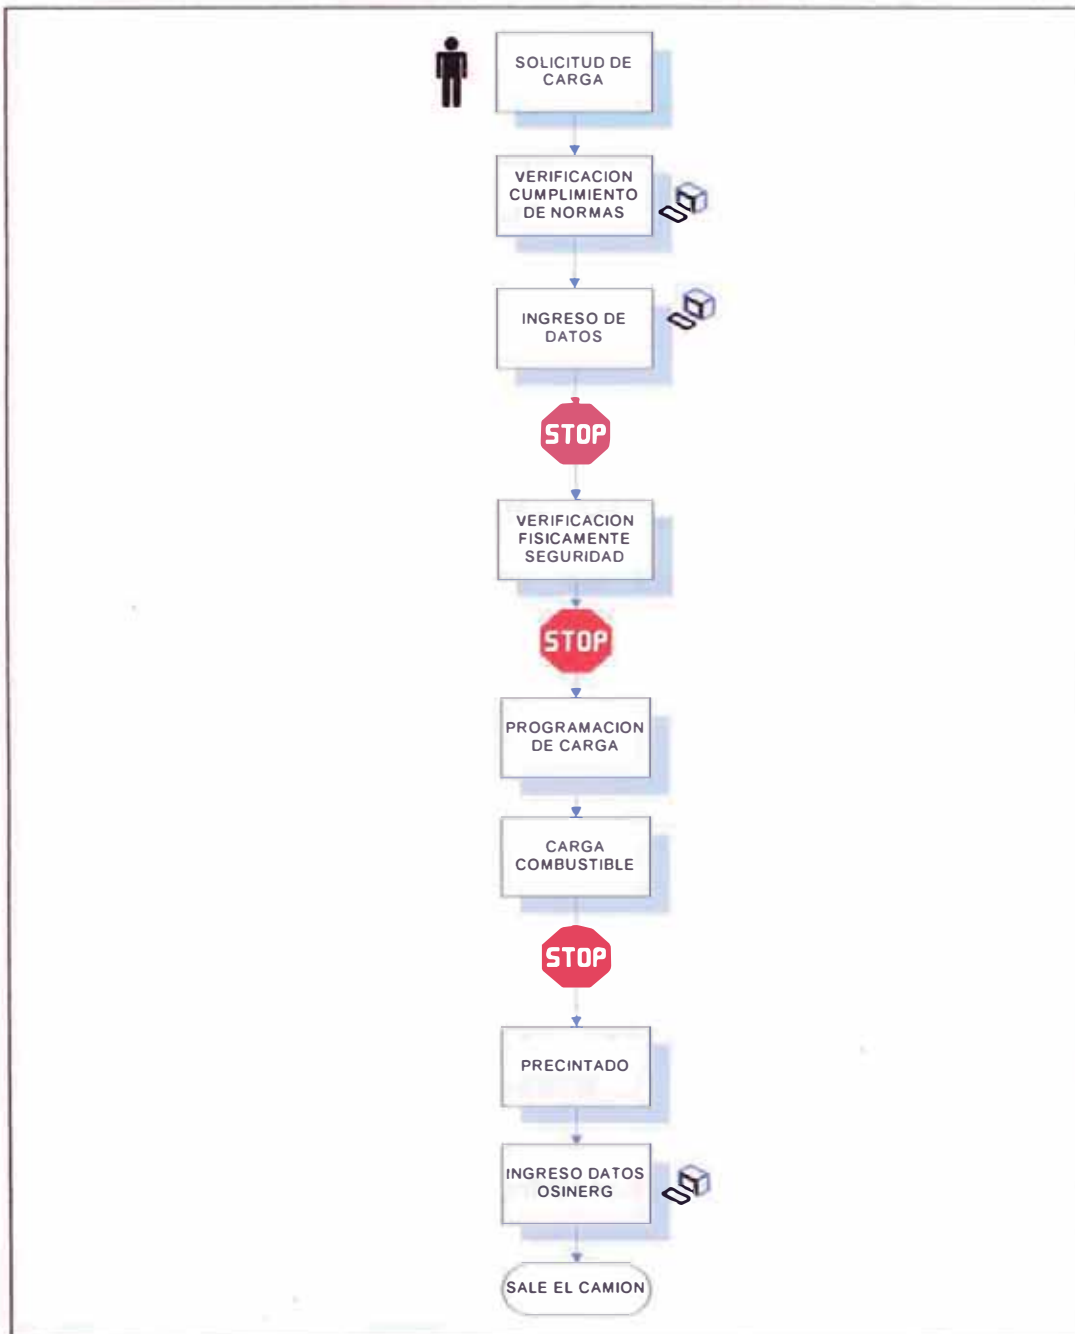 SOLICITUD DE
CARGA
VERIFICACION
CUMPLIMIENTO
DE NORMAS
INGRESO DE
DATOS
STOP
VERIFICACION
FISICAMENTE
SEGURIDAD
STOP
PROGRAMACION
DE CARGA
CARGA
COMBUSTIBLE
STOP
PRECINTADO
INGRESO DATOS
OSINERG
SALE EL CAMION